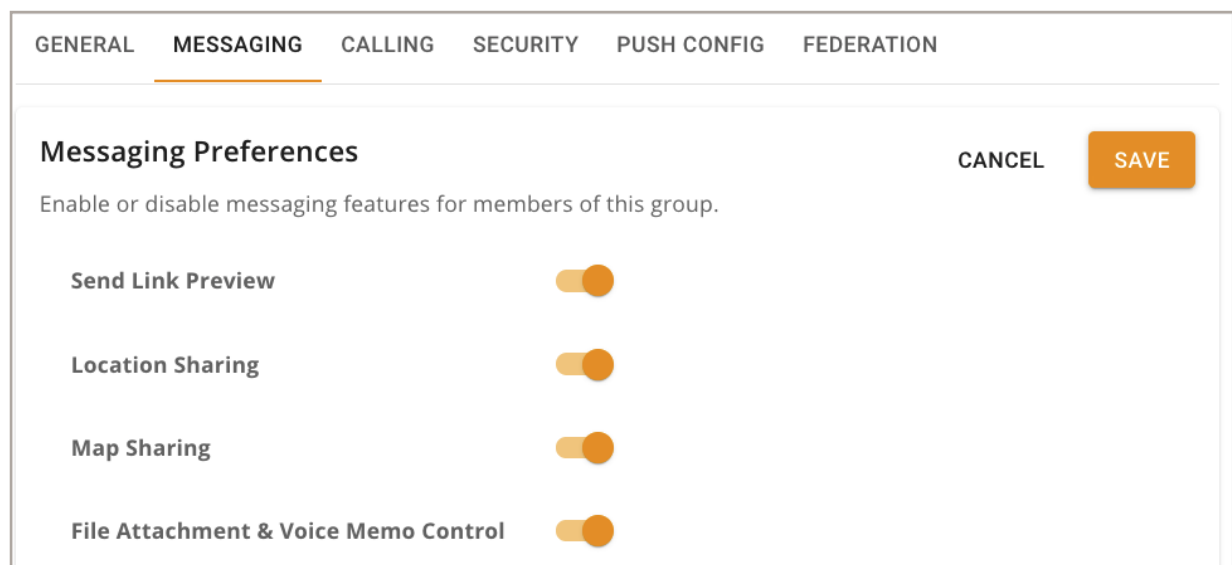 GENERAL MESSAGING CALLING SECURITY PUSH CONFIG FEDERATION
Messaging Preferences
CANCEL SAVE
Enable or disable messaging features for members of this group.
Send Link Preview
Location Sharing
Map Sharing
File Attachment & Voice Memo Control